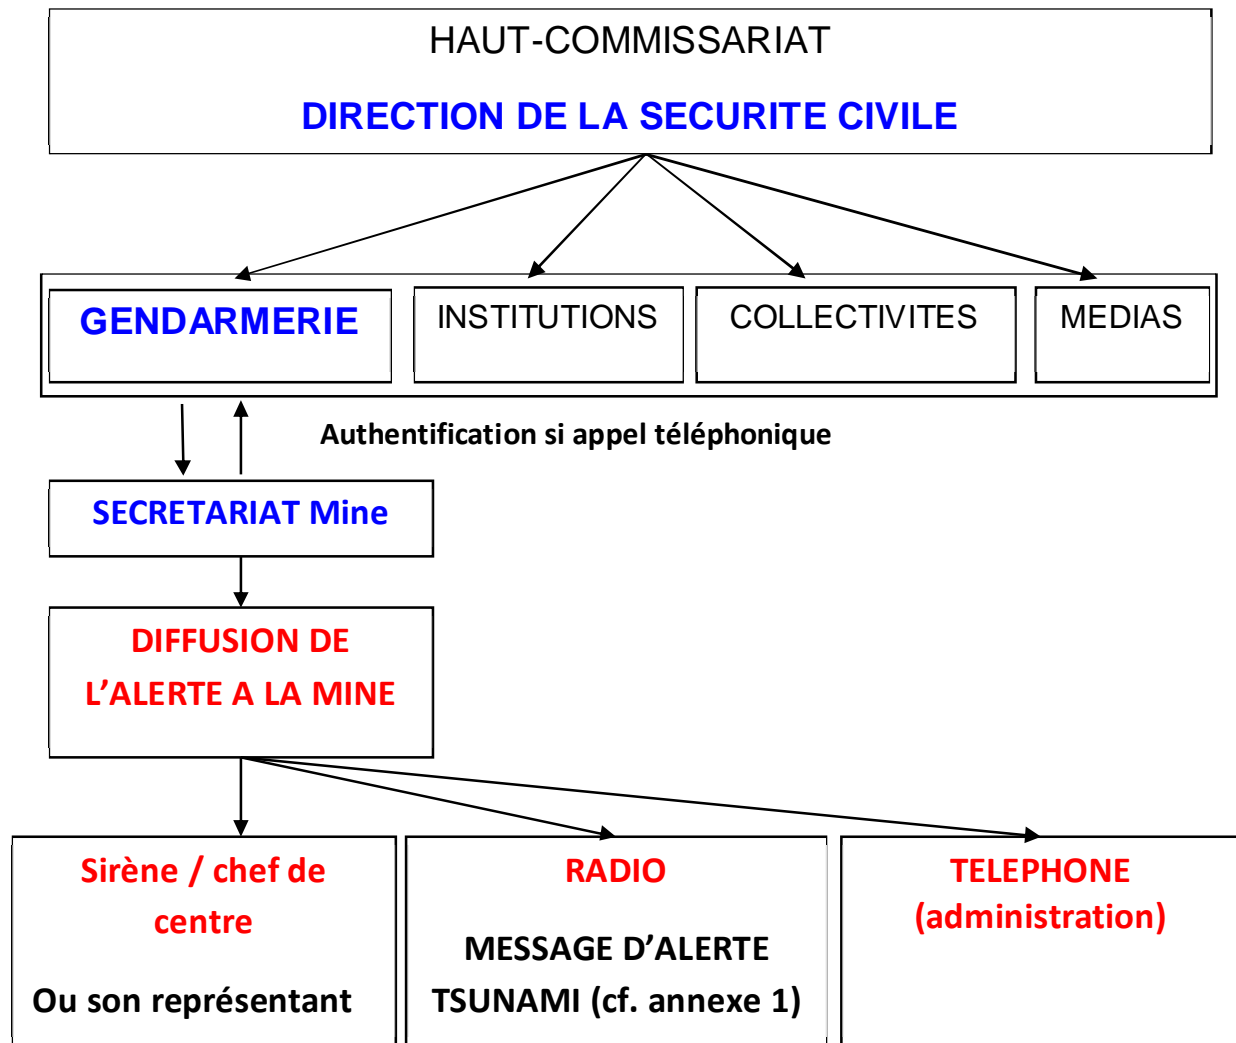 HAUT-COMMISSARIAT
DIRECTION DE LA SECURITE CIVILE
GENDARMERIE
INSTITUTIONS
COLLECTIVITES
MEDIAS
Authentification si appel téléphonique
SECRETARIAT Mine
DIFFUSION DE
L'ALERTE A LA MINE
Sirène / chef de
centre
Ou son représentant
RADIO
MESSAGE D'ALERTE
TSUNAMI (cf. annexe 1)
TELEPHONE
(administration)